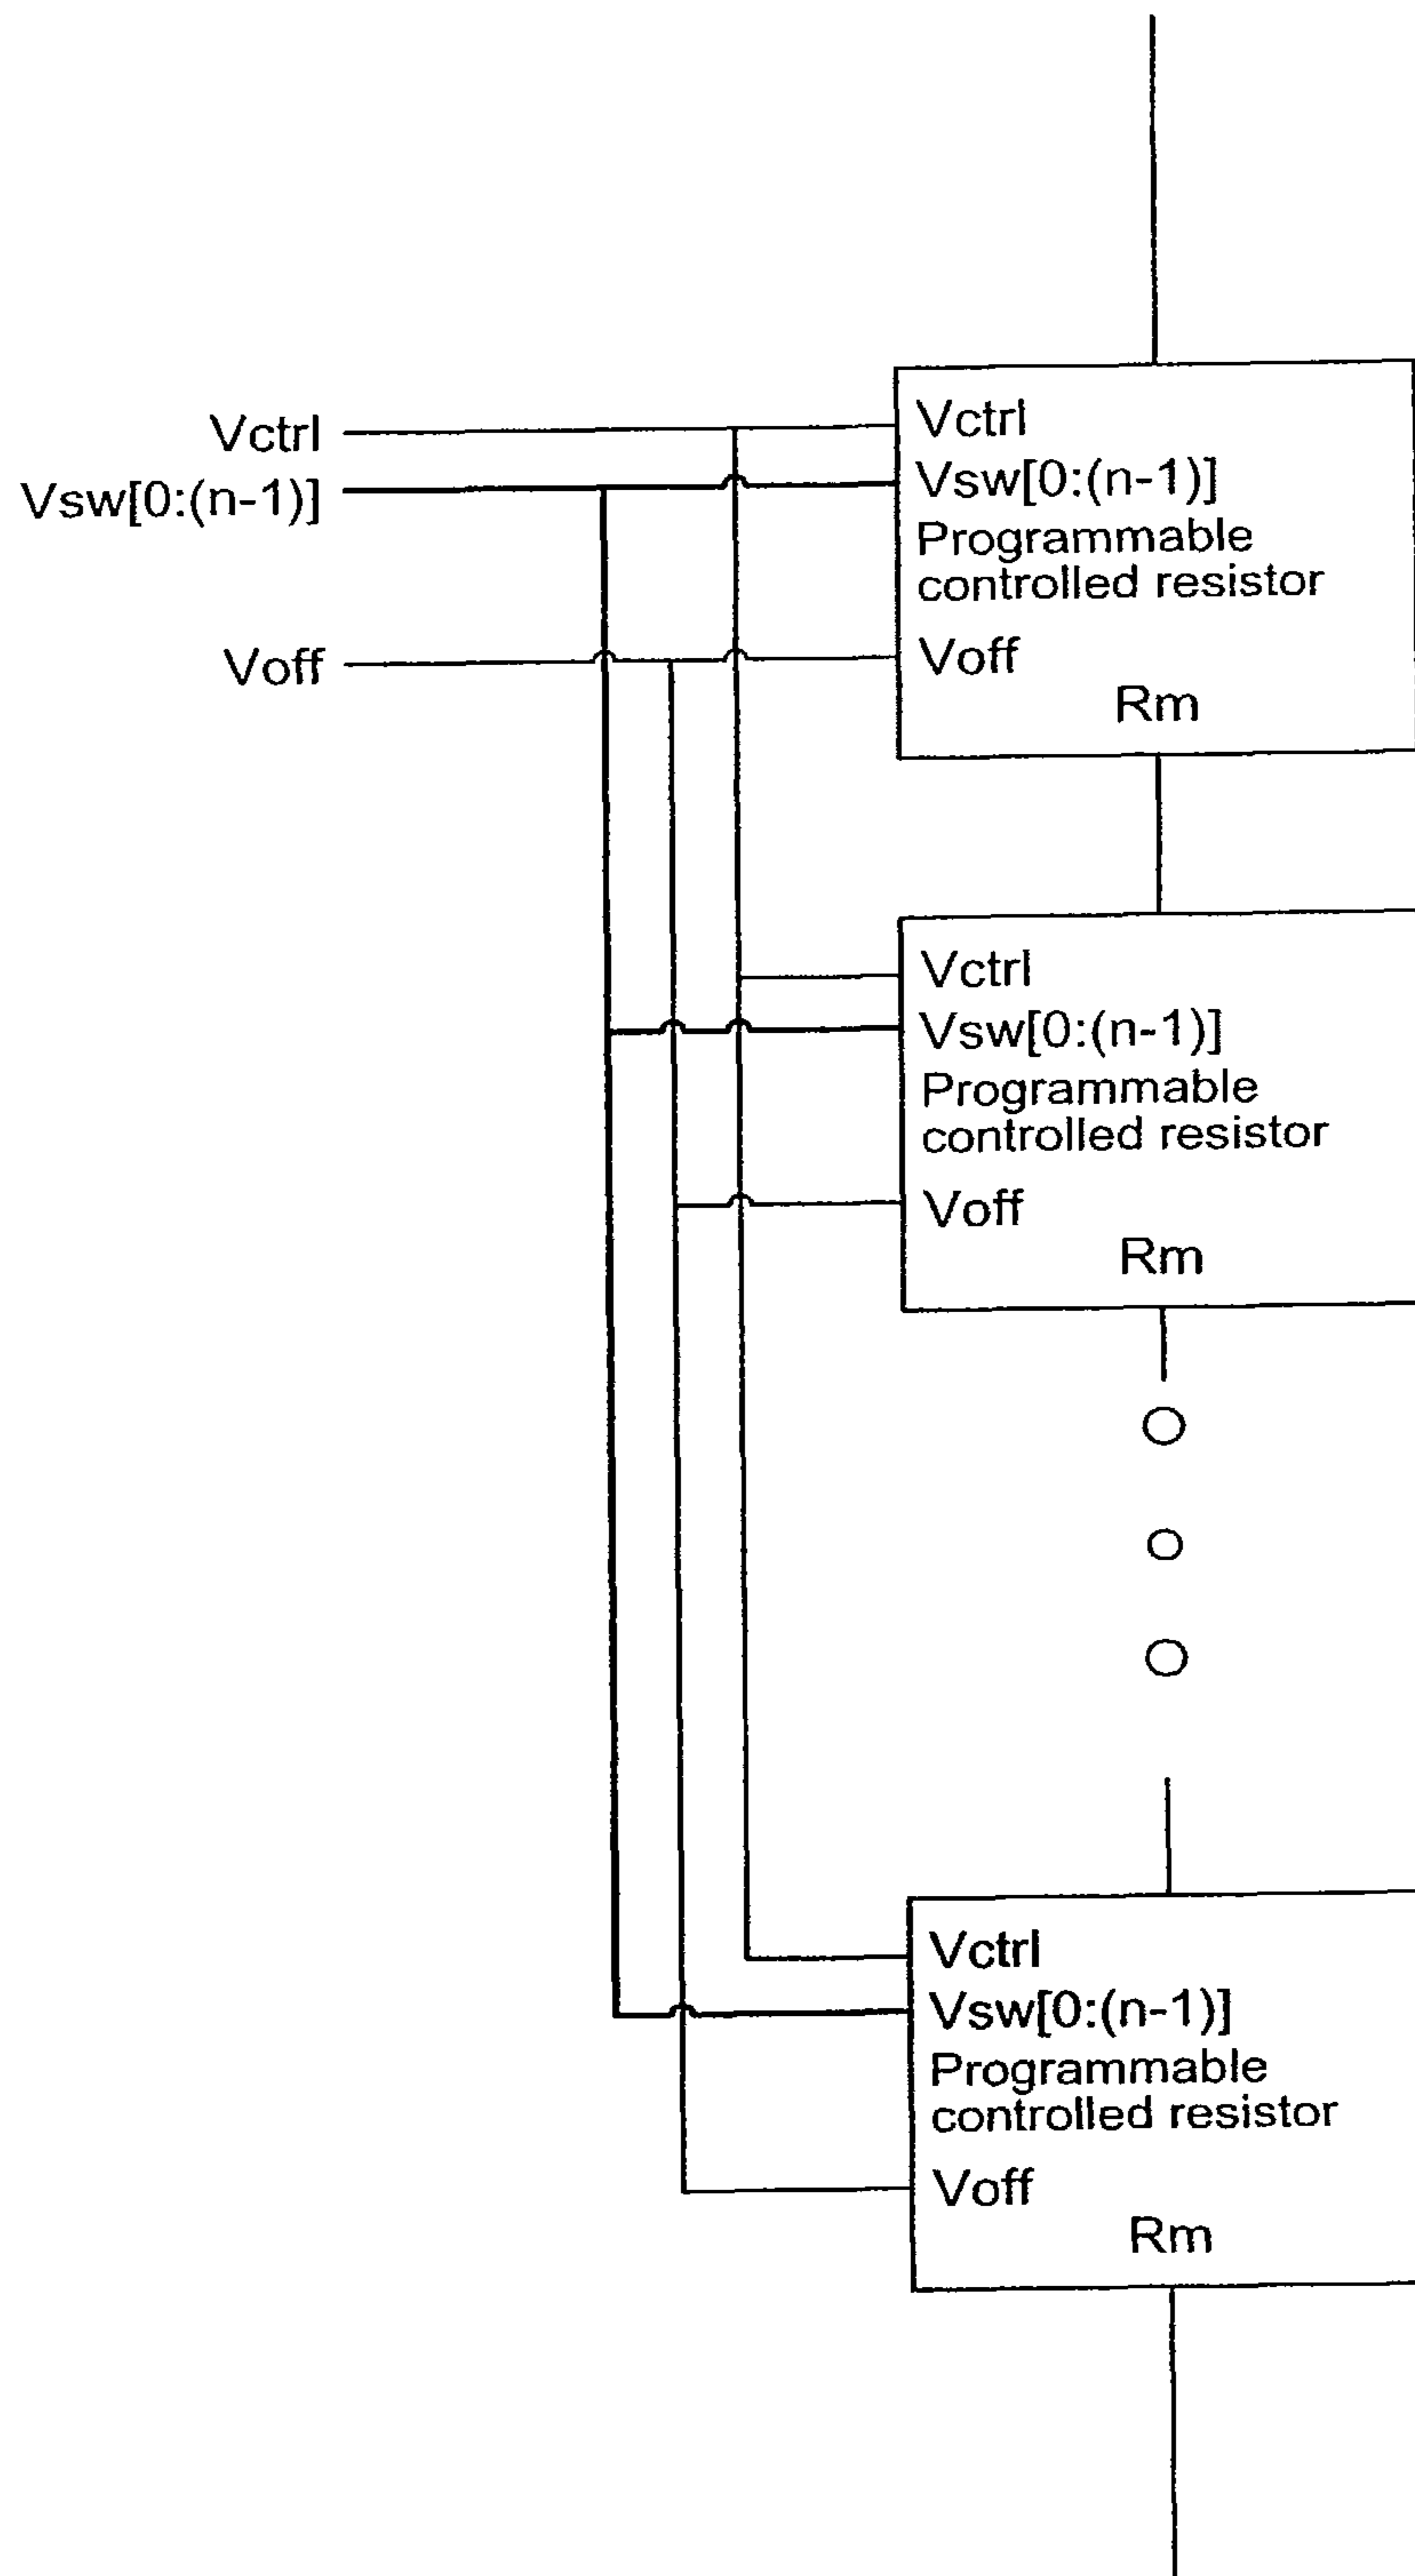 Vctrl
Vsw[0:(n-1)]
Voff
Vctrl
Vsw[0:(n-1)]
Programmable
controlled resistor
Voff
Rm
Vctrl
Vsw[0:(n-1)]
Programmable
controlled resistor
Voff
Rm
Vctrl
Vsw[0:(n-1)]
Programmable
controlled resistor
Voff
Rm